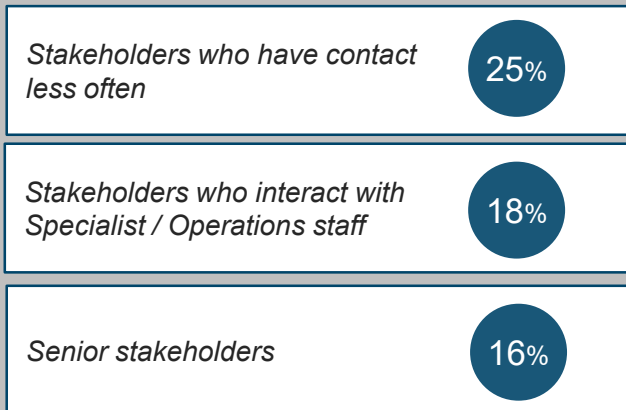 Stakeholders who have contact
less often
25%
Stakeholders who interact with
Specialist / Operations staff
18%
Senior stakeholders
16%